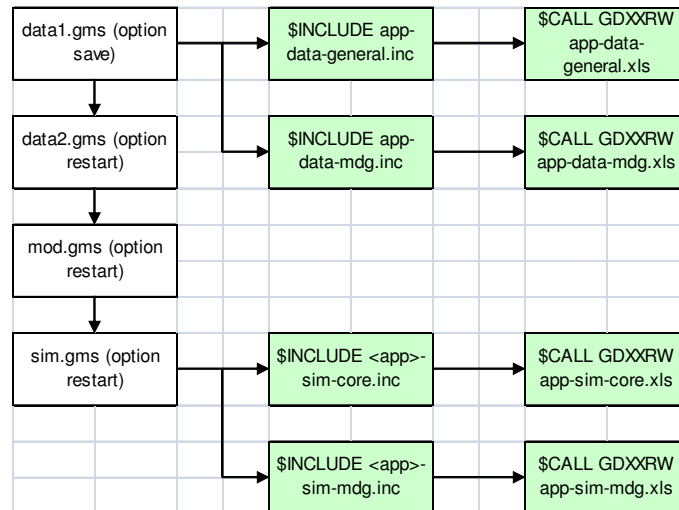 data1.gms (option
save)
$INCLUDE app-
data-general.inc
$CALL GDXXRW
app-data-
general.xls
data2.gms (option
restart)
$INCLUDE app-
data-mdg.inc
$CALL GDXXRW
app-data-mdg.xls
mod.gms (option
restart)
sim.gms (option
restart)
$INCLUDE <app>-
sim-core.inc
$CALL GDXXRW
app-sim-core.xls
$INCLUDE <app>-
sim-mdg.inc
$CALL GDXXRW
app-sim-mdg.xls